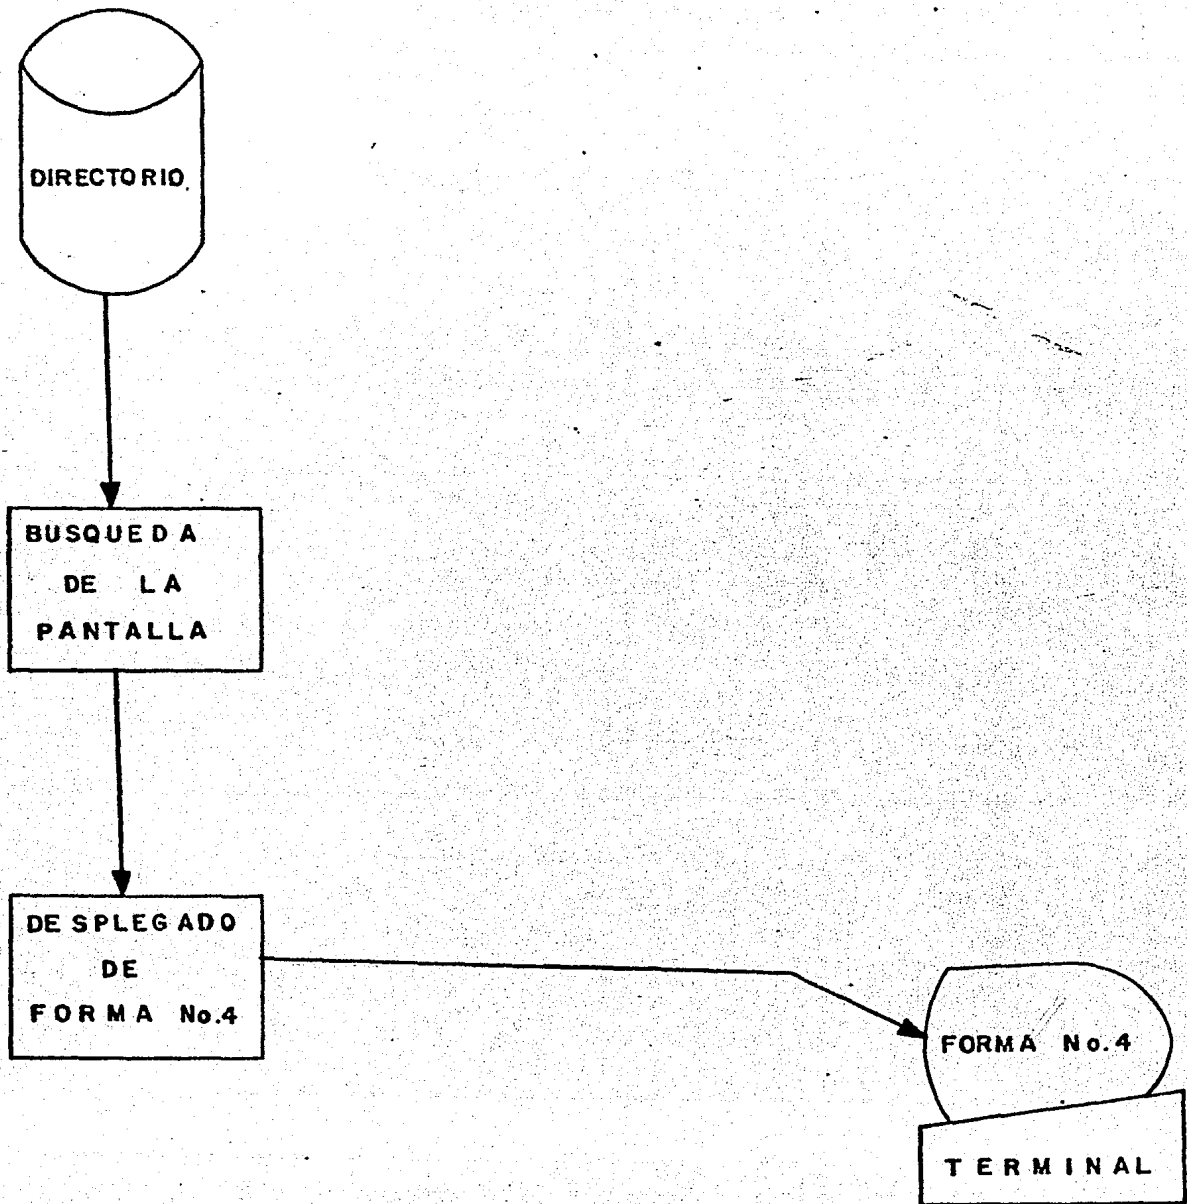 DIRECTORIO
BUSQUEDA
DE LA
PANTALLA
DESPLEGADO
DE
FORMA No.4
FORMA No.4
TERMINAL